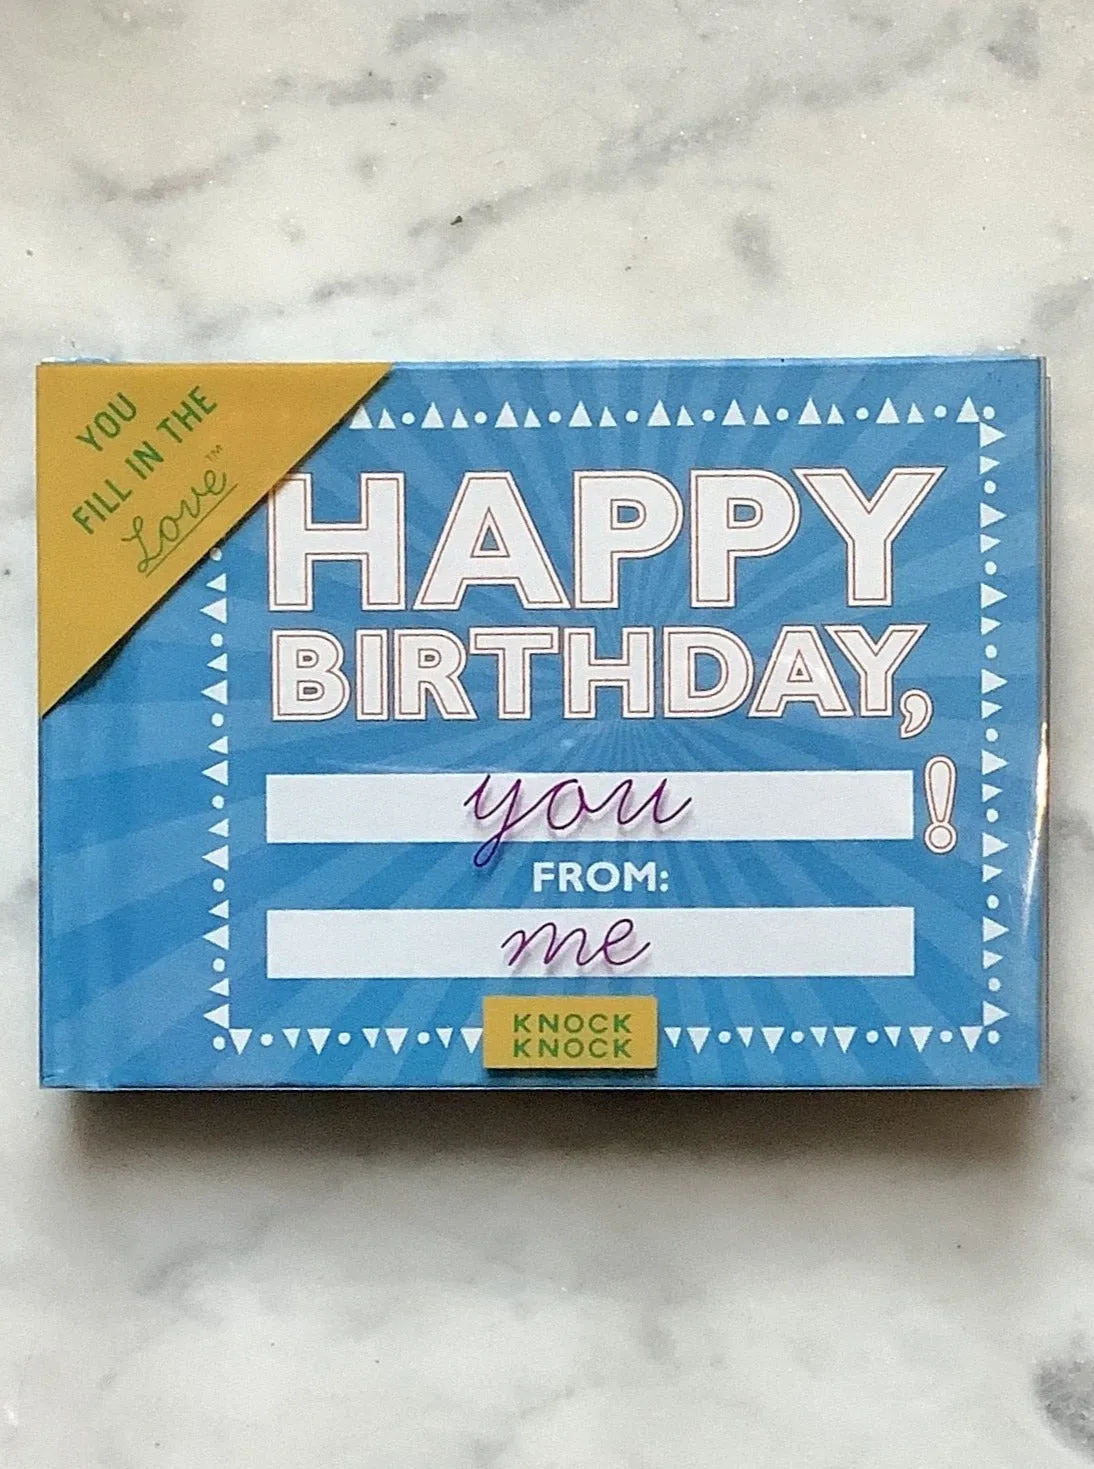 YOU
FILL IN THE
Love™
HAPPY
BIRTHDAY,
you!
FROM:
me
KNOCK
KNOCK